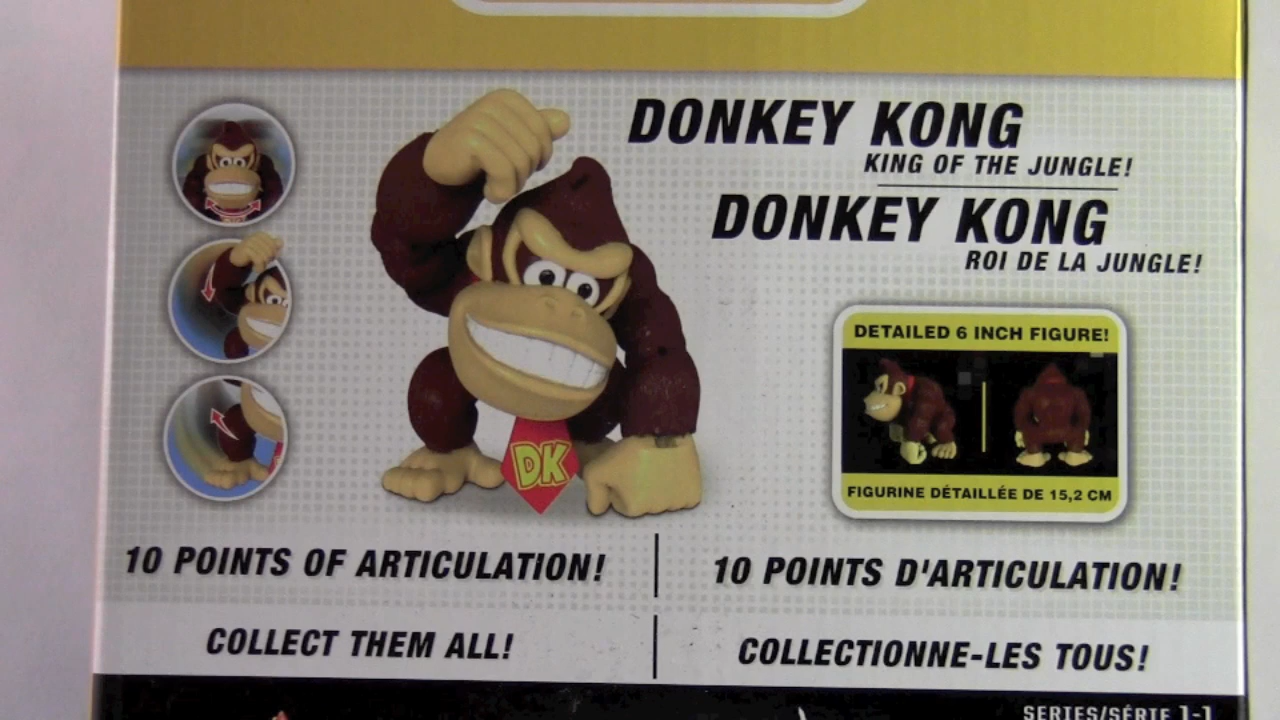 DONKEY KONG
KING OF THE JUNGLE!
DONKEY KONG
ROI DE LA JUNGLE!
DETAILED 6 INCH FIGURE!
FIGURINE DÉTAILLÉE DE 15,2 CM
DK
10 POINTS OF ARTICULATION!
10 POINTS D'ARTICULATION!
COLLECT THEM ALL!
COLLECTIONNE-LES TOUS!
SERIES/SÉRIE 1-1